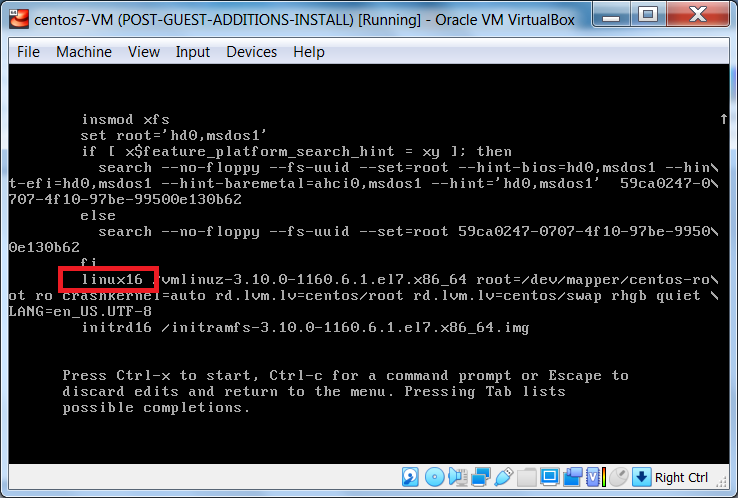 centos7-VM (POST-GUEST-ADDITIONS-INSTALL) [Running] - Oracle VM VirtualBox
File Machine View Input Devices Help
insmod xfs
set root='hd0,msdos1'
if [ x$feature_platform_search_hint = xy ]; then
search --no-floppy --fs-uuid --set=root --hint-bios=hd0,msdos1 --hin\
t-efi=hd0,msdos1 --hint-baremetal=ahci0,msdos1 --hint='hd0,msdos1'  59ca0247-0\
707-4f10-97be-99500e130b62
else
search --no-floppy --fs-uuid --set=root 59ca0247-0707-4f10-97be-9950\
0e130b62
fi
linux16 /vmlinuz-3.10.0-1160.6.1.el7.x86_64 root=/dev/mapper/centos-ro\
ot ro crashkernel=auto rd.lvm.lv=centos/root rd.lvm.lv=centos/swap rhgb quiet \
LANG=en_US.UTF-8
initrd16 /initramfs-3.10.0-1160.6.1.el7.x86_64.img
Press Ctrl-x to start, Ctrl-c for a command prompt or Escape to
discard edits and return to the menu. Pressing Tab lists
possible completions.
Right Ctrl